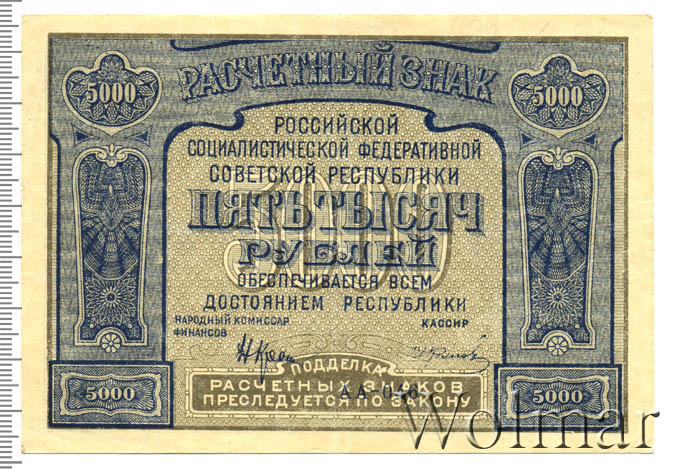 РАСЧЕТНЫЙ ЗНАК
5000 5000
РОССИЙСКОЙ
СОЦИАЛИСТИЧЕСКОЙ ФЕДЕРАТИВНОЙ
СОВЕТСКОЙ РЕСПУБЛИКИ
5000
ПЯТЬ ТЫСЯЧ
РУБЛЕЙ
ОБЕСПЕЧИВАЕТСЯ ВСЕМ
ДОСТОЯНИЕМ РЕСПУБЛИКИ
НАРОДНЫЙ КОМИССАР
ФИНАНСОВ
КАССИР
ПОДДЕЛКА
РАСЧЕТНЫХ ЗНАКОВ
ПРЕСЛЕДУЕТСЯ ПО ЗАКОНУ
5000 5000
Wolmar